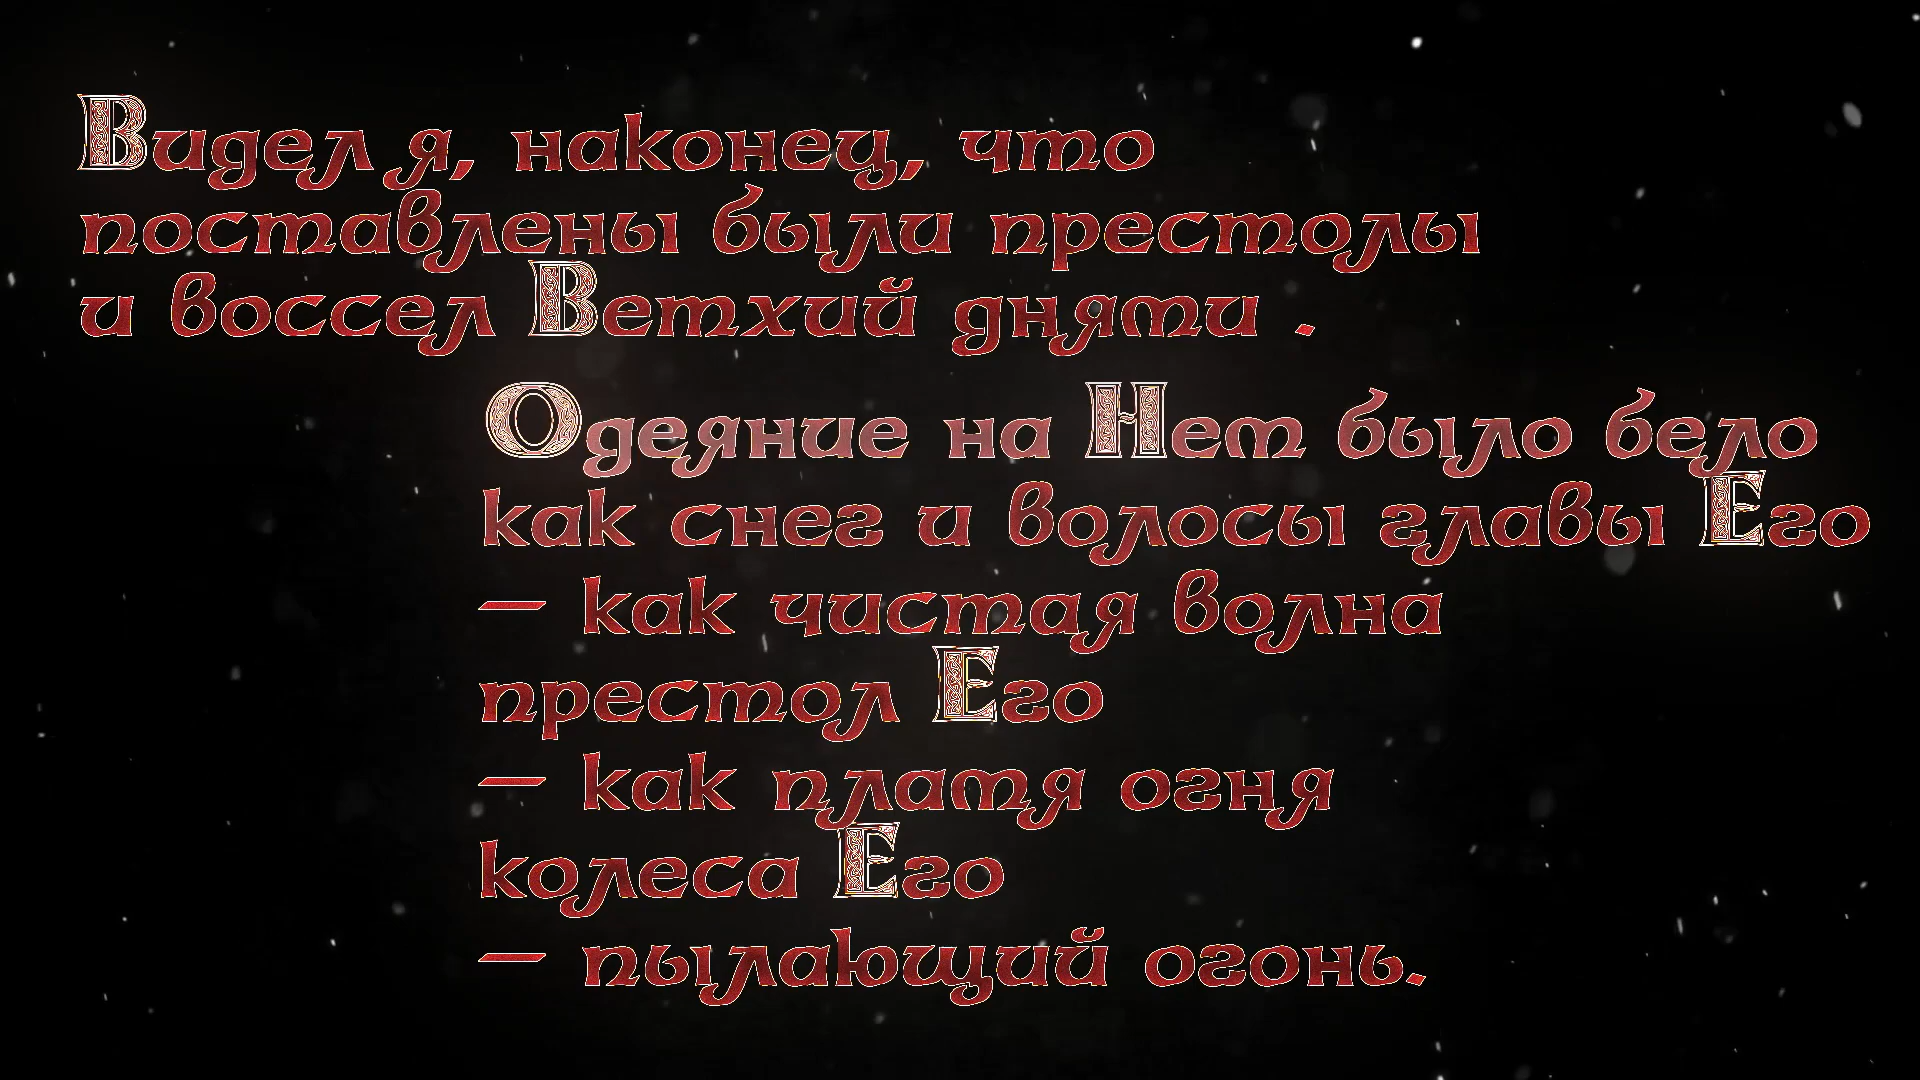 Видел я, наконец, что
поставлены были престолы
и воссел Ветхий днями .
Одеяние на Нем было бело
как снег и волосы главы Его
— как чистая волна
престол Его
— как пламя огня
колеса Его
— пылающий огонь.